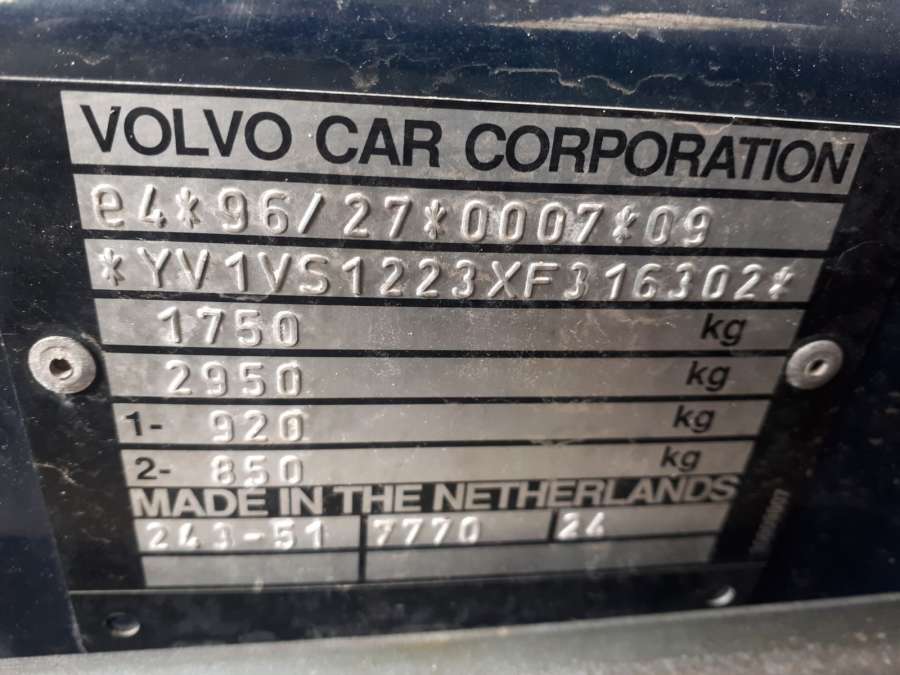 VOLVO CAR CORPORATION
e4*96/27*0007*09
*YV1VS1223XF316302*
1750 kg
2950 kg
1- 920 kg
2- 850 kg
MADE IN THE NETHERLANDS
243-51 7770 24